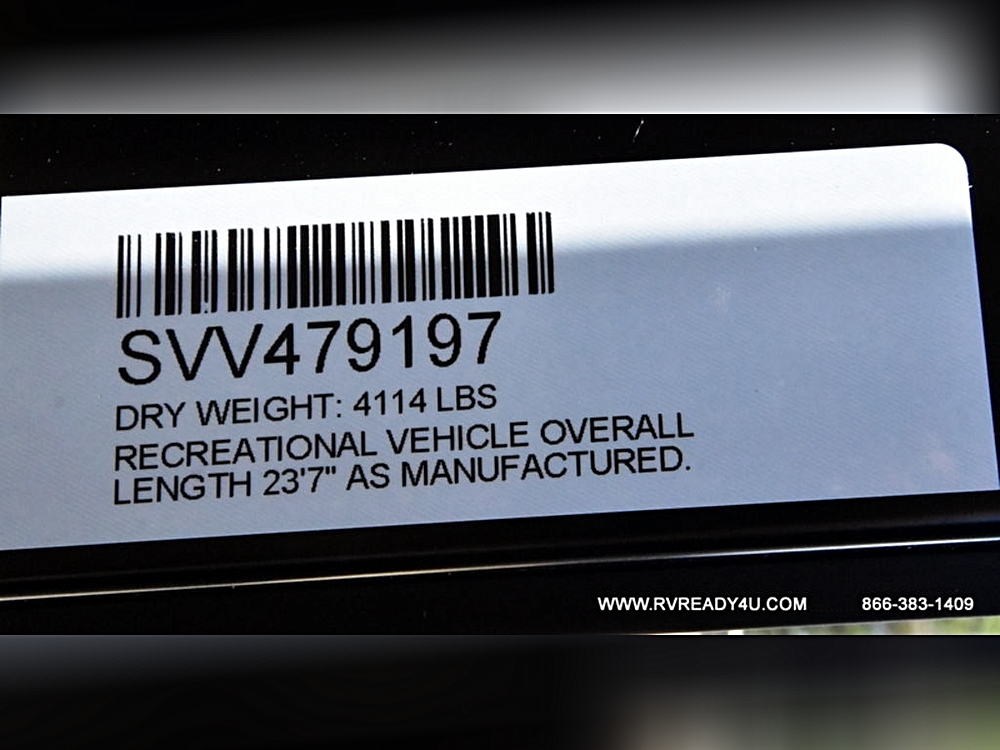 SVV479197
DRY WEIGHT: 4114 LBS
RECREATIONAL VEHICLE OVERALL
LENGTH 23'7" AS MANUFACTURED.
WWW.RVREADY4U.COM 866-383-1409